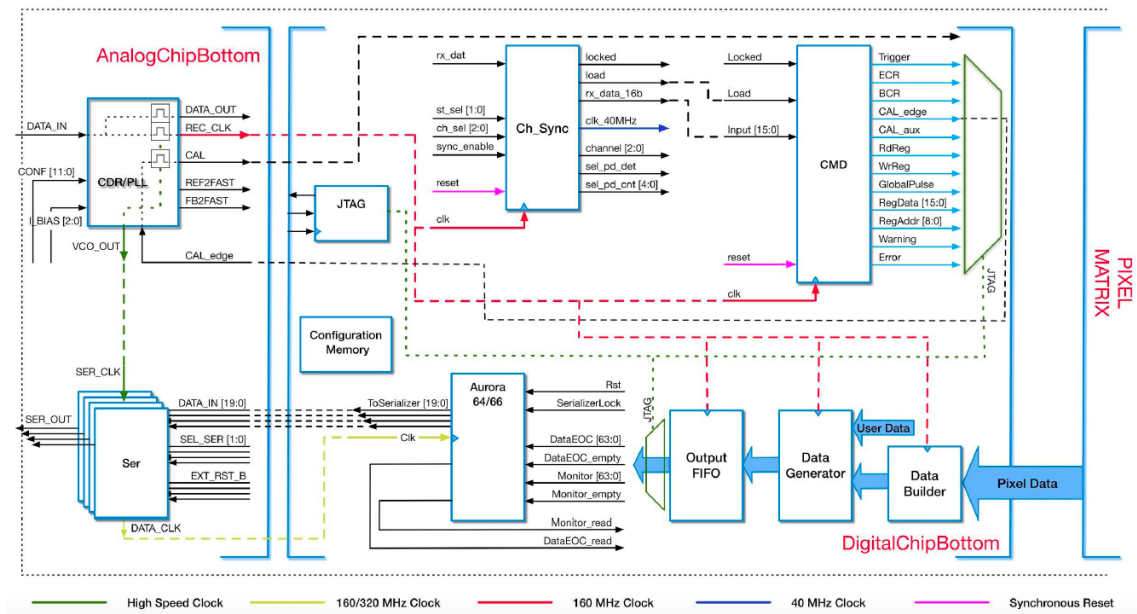 AnalogChipBottom
DATA_IN
CONF [11:0]
I_BIAS [2:0]
CDR/PLL
DATA_OUT
REC_CLK
CAL
REF2FAST
FB2FAST
VCO_OUT
CAL_edge
SER_CLK
SER_OUT
Ser
DATA_IN [19:0]
SEL_SER [1:0]
EXT_RST_B
DATA_CLK
JTAG
Configuration
Memory
rx_dat
st_sel [1:0]
ch_sel [2:0]
sync_enable
reset
clk
Ch_Sync
locked
load
rx_data_16b
clk_40MHz
channel [2:0]
sel_pd_det
sel_pd_cnt [4:0]
Locked
Load
Input [15:0]
reset
clk
CMD
Trigger
ECR
BCR
CAL_edge
CAL_aux
RdReg
WrReg
GlobalPulse
RegData [15:0]
RegAddr [8:0]
Warning
Error
JTAG
PIXEL
MATRIX
ToSerializer [19:0]
Clk
Aurora
64/66
Rst
SerializerLock
DataEOC [63:0]
DataEOC_empty
Monitor [63:0]
Monitor_empty
Monitor_read
DataEOC_read
JTAG
Output
FIFO
Data
Generator
User Data
Data
Builder
Pixel Data
DigitalChipBottom
High Speed Clock
160/320 MHz Clock
160 MHz Clock
40 MHz Clock
Synchronous Reset